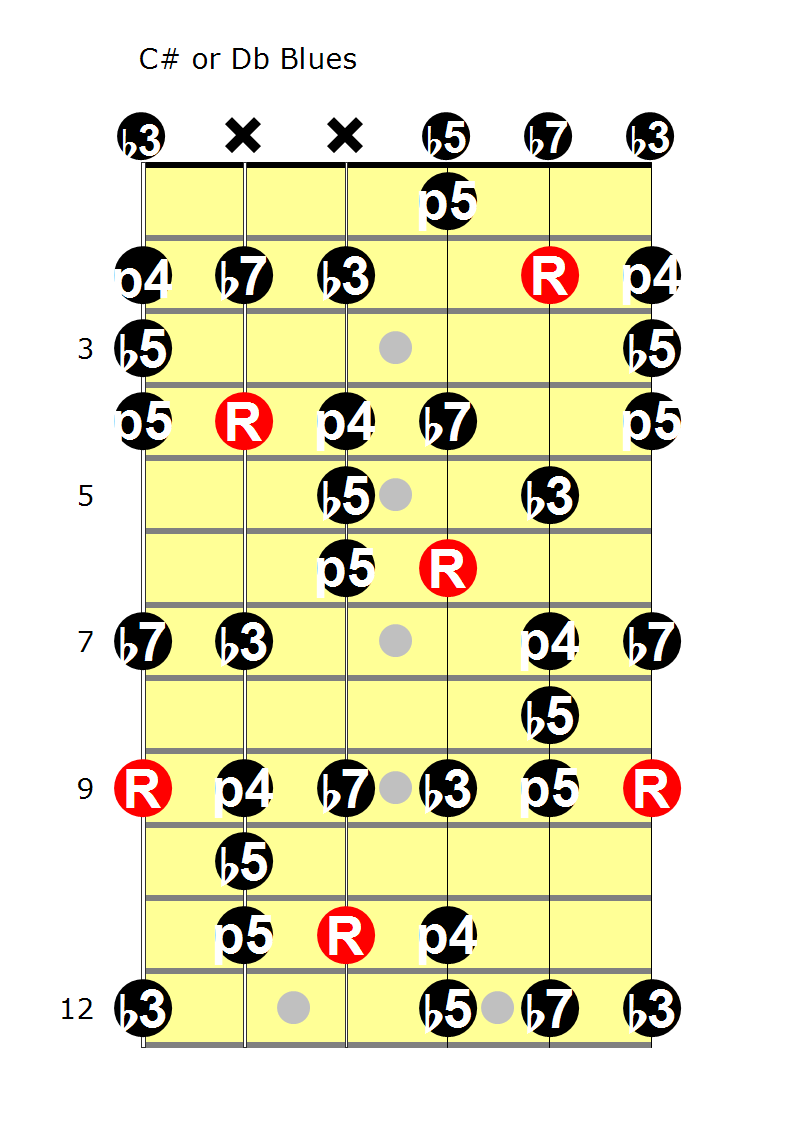 C# or Db Blues
♭3 × × ♭5 ♭7 ♭3
p5
p4 ♭7 ♭3 R p4
3 ♭5 ♭5
p5 R p4 ♭7 p5
5 ♭5 ♭3
p5 R
7 ♭7 ♭3 p4 ♭7
♭5
9 R p4 ♭7 ♭3 p5 R
♭5
p5 R p4
12 ♭3 ♭5 ♭7 ♭3